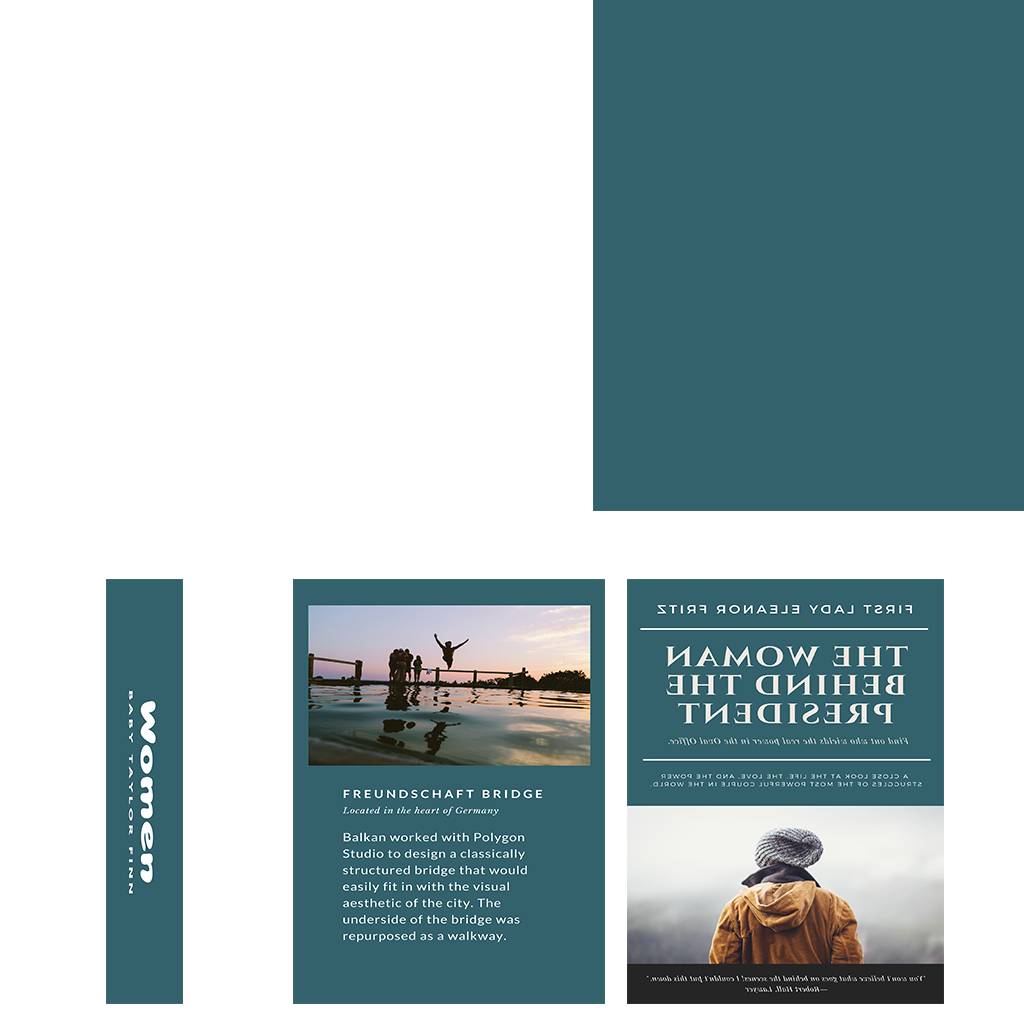 women
BABY TAYLOR FINN
FREUNDSCHAFT BRIDGE
Located in the heart of Germany
Balkan worked with Polygon
Studio to design a classically
structured bridge that would
easily fit in with the visual
aesthetic of the city. The
underside of the bridge was
repurposed as a walkway.
FIRST LADY ELEANOR FRITZ
THE WOMAN
BEHIND THE
PRESIDENT
Find out who wields the real power in the Oval Office.
A CLOSE LOOK AT THE LIFE, THE LOVE, AND THE POWER
STRUGGLES OF THE MOST POWERFUL COUPLE IN THE WORLD.
"You won't believe what goes on behind the scenes! I couldn't put this down."
—Robert Hall, Lawyer